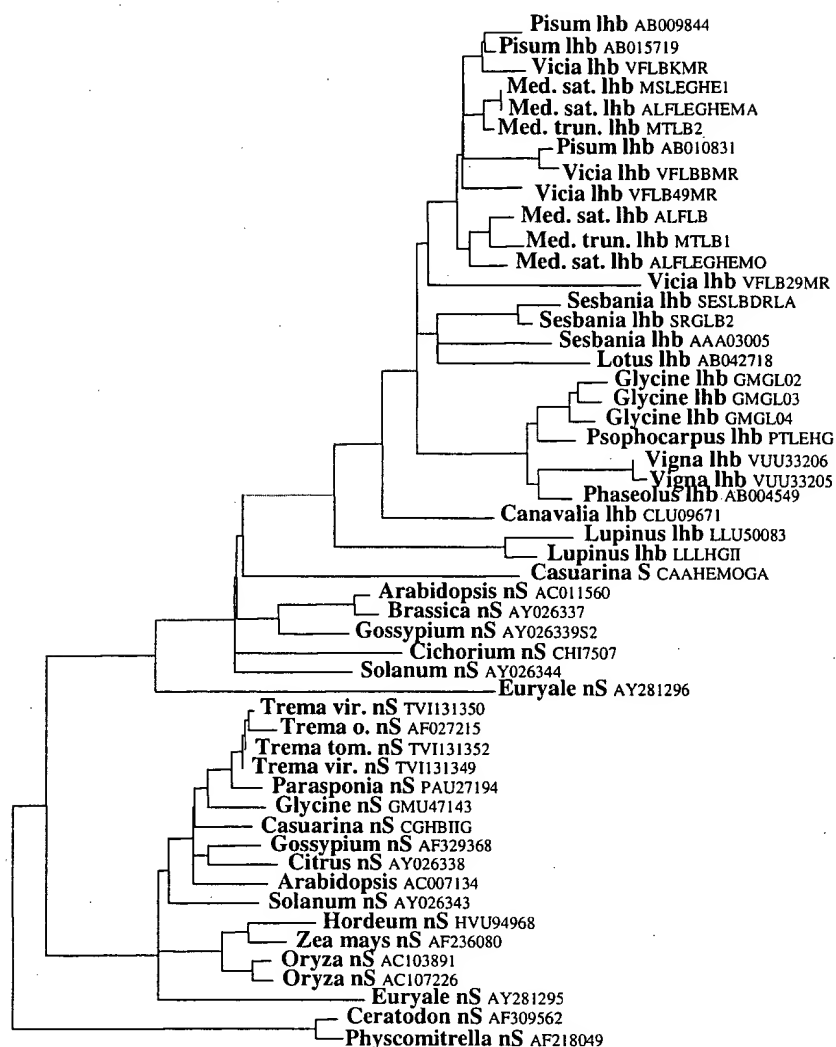 Pisum lhb AB009844
Pisum lhb AB015719
Vicia lhb VFLBKMR
Med. sat. lhb MSLEGHE1
Med. sat. lhb ALFLEGHEMA
Med. trun. lhb MTLB2
Pisum lhb AB010831
Vicia lhb VFLBBMR
Vicia lhb VFLB49MR
Med. sat. lhb ALFLB
Med. trun. lhb MTLB1
Med. sat. lhb ALFLEGHEMO
Vicia lhb VFLB29MR
Sesbania lhb SESLBDRLA
Sesbania lhb SRGLB2
Sesbania lhb AAA03005
Lotus lhb AB042718
Glycine lhb GMGL02
Glycine lhb GMGL03
Glycine lhb GMGL04
Psophocarpus lhb PTLEHG
Vigna lhb VUU33206
Vigna lhb VUU33205
Phaseolus lhb AB004549
Canavalia lhb CLU09671
Lupinus lhb LLU50083
Lupinus lhb LLLHGII
Casuarina S CAAHEMOGA
Arabidopsis nS AC011560
Brassica nS AY026337
Gossypium nS AY026339S2
Cichorium nS CHI7507
Solanum nS AY026344
Euryale nS AY281296
Trema vir. nS TVI131350
Trema o. nS AF027215
Trema tom. nS TVI131352
Trema vir. nS TVI131349
Parasponia nS PAU27194
Glycine nS GMU47143
Casuarina nS CGHBIIG
Gossypium nS AF329368
Citrus nS AY026338
Arabidopsis AC007134
Solanum nS AY026343
Hordeum nS HVU94968
Zea mays nS AF236080
Oryza nS AC103891
Oryza nS AC107226
Euryale nS AY281295
Ceratodon nS AF309562
Physcomitrella nS AF218049